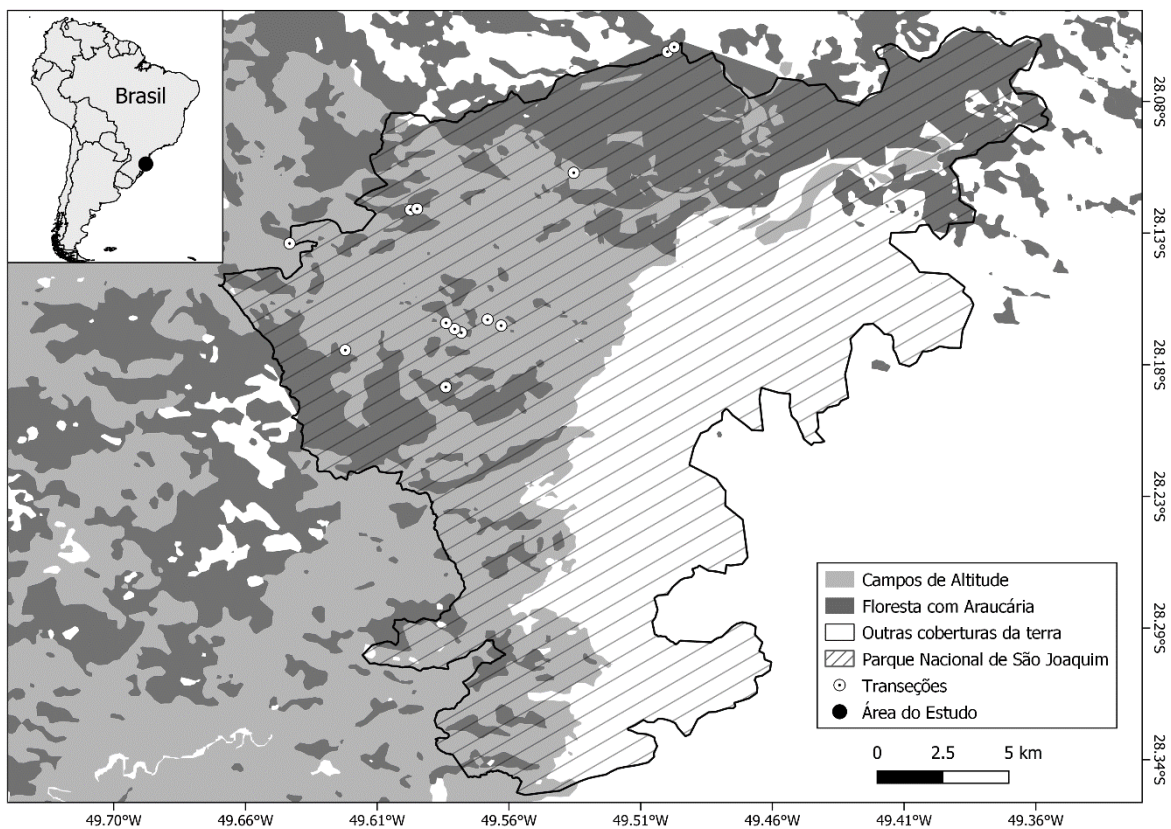 Brasil
28.08°S
28.13°S
28.18°S
28.23°S
28.29°S
28.34°S
Campos de Altitude
Floresta com Araucária
Outras coberturas da terra
Parque Nacional de São Joaquim
Transeções
Área do Estudo
0 2.5 5 km
49.70°W 49.66°W 49.61°W 49.56°W 49.51°W 49.46°W 49.41°W 49.36°W